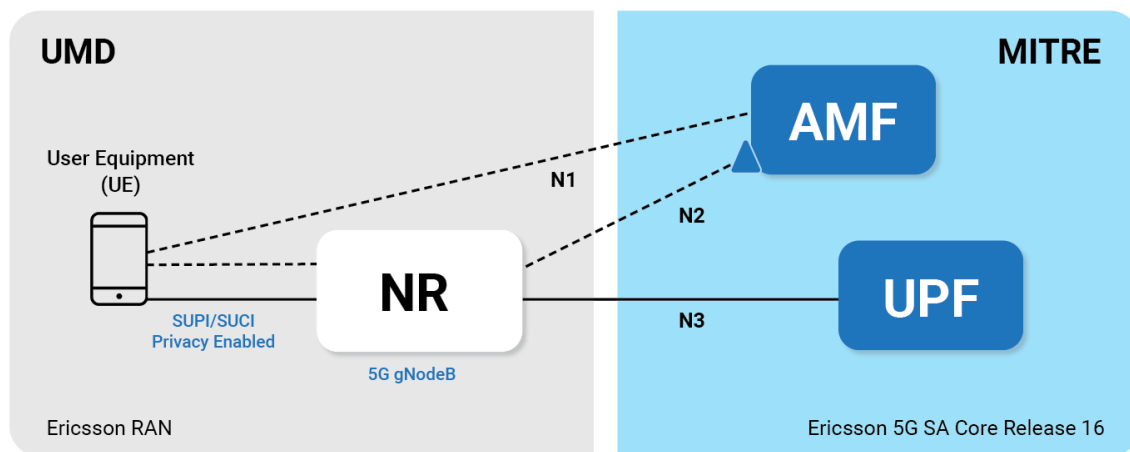 UMD
MITRE
AMF
User Equipment
(UE)
N1
N2
NR
UPF
N3
SUPI/SUCI
Privacy Enabled
5G gNodeB
Ericsson RAN
Ericsson 5G SA Core Release 16